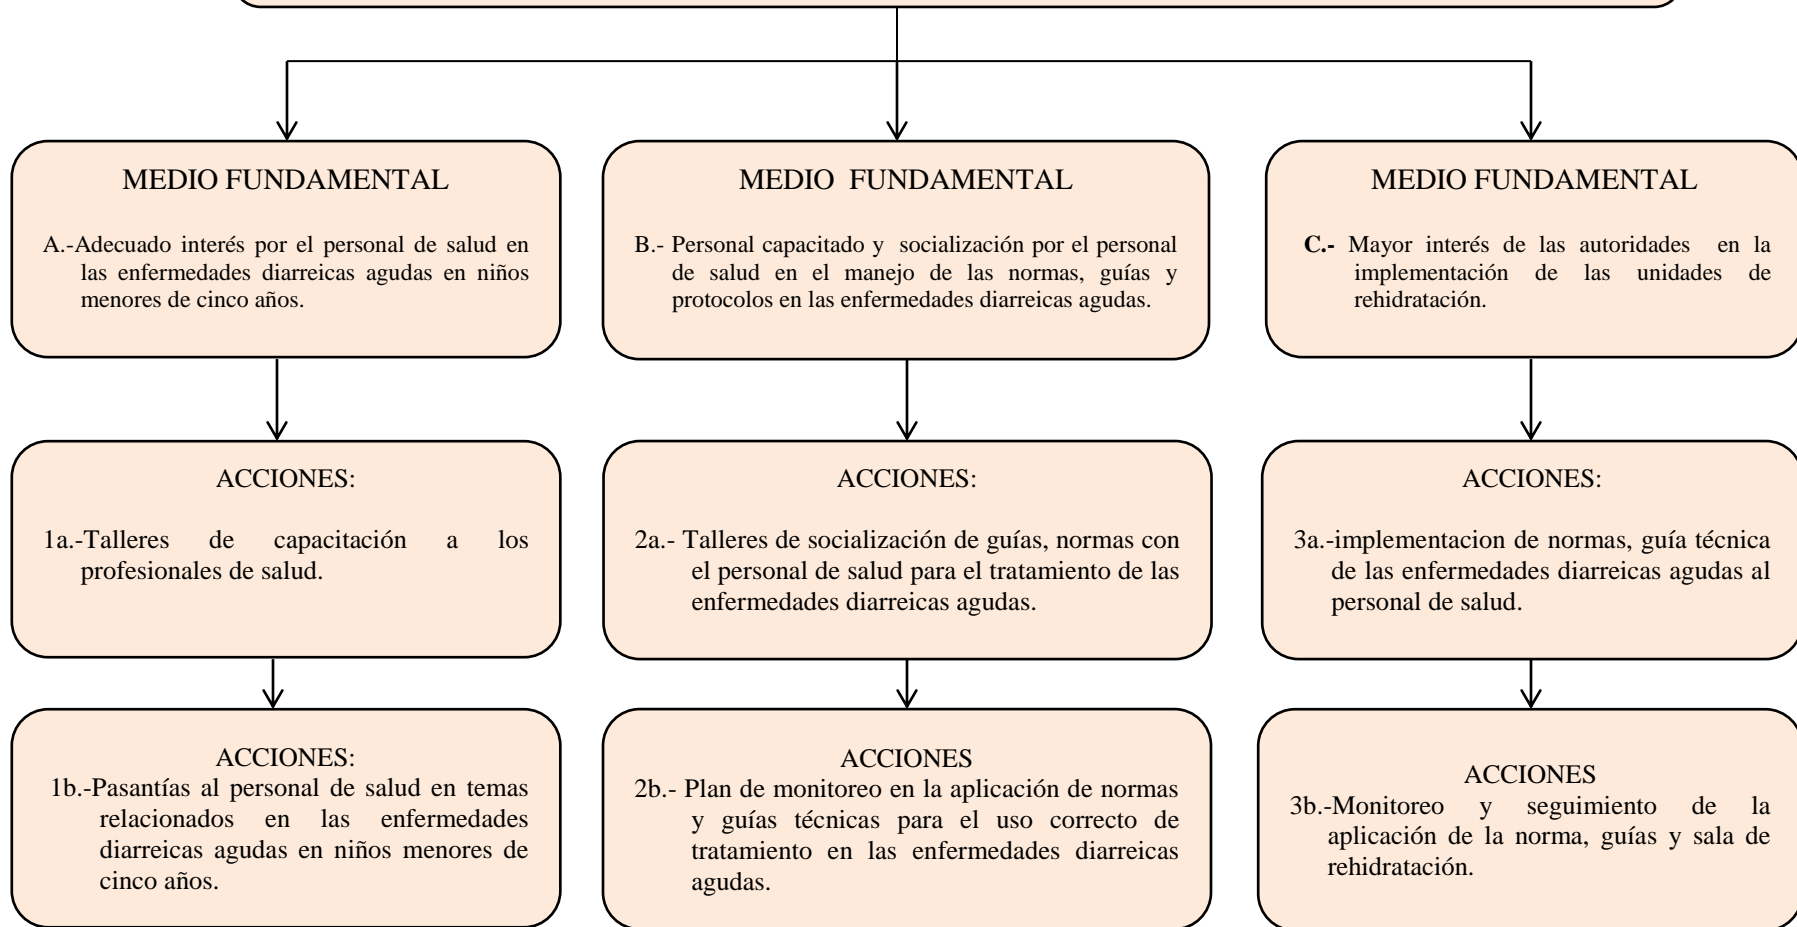 MEDIO FUNDAMENTAL
A.-Adecuado interés por el personal de salud en
las enfermedades diarreicas agudas en niños
menores de cinco años.
MEDIO FUNDAMENTAL
B.- Personal capacitado y socialización por el personal
de salud en el manejo de las normas, guías y
protocolos en las enfermedades diarreicas agudas.
MEDIO FUNDAMENTAL
C.- Mayor interés de las autoridades en la
implementación de las unidades de
rehidratación.
ACCIONES:
1a.-Talleres de capacitación a los
profesionales de salud.
ACCIONES:
2a.- Talleres de socialización de guías, normas con
el personal de salud para el tratamiento de las
enfermedades diarreicas agudas.
ACCIONES:
3a.-implementacion de normas, guía técnica
de las enfermedades diarreicas agudas al
personal de salud.
ACCIONES:
1b.-Pasantías al personal de salud en temas
relacionados en las enfermedades
diarreicas agudas en niños menores de
cinco años.
ACCIONES
2b.- Plan de monitoreo en la aplicación de normas
y guías técnicas para el uso correcto de
tratamiento en las enfermedades diarreicas
agudas.
ACCIONES
3b.-Monitoreo y seguimiento de la
aplicación de la norma, guías y sala de
rehidratación.